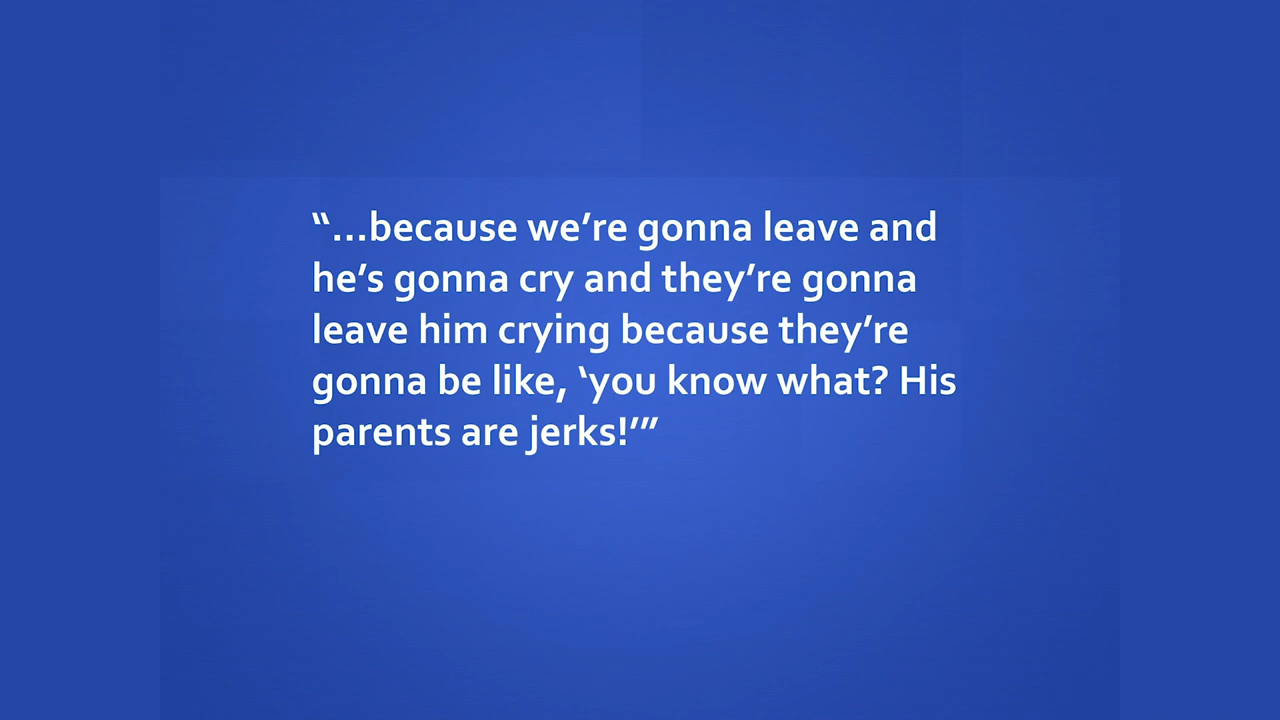 “…because we’re gonna leave and
he’s gonna cry and they’re gonna
leave him crying because they’re
gonna be like, ‘you know what? His
parents are jerks!’”